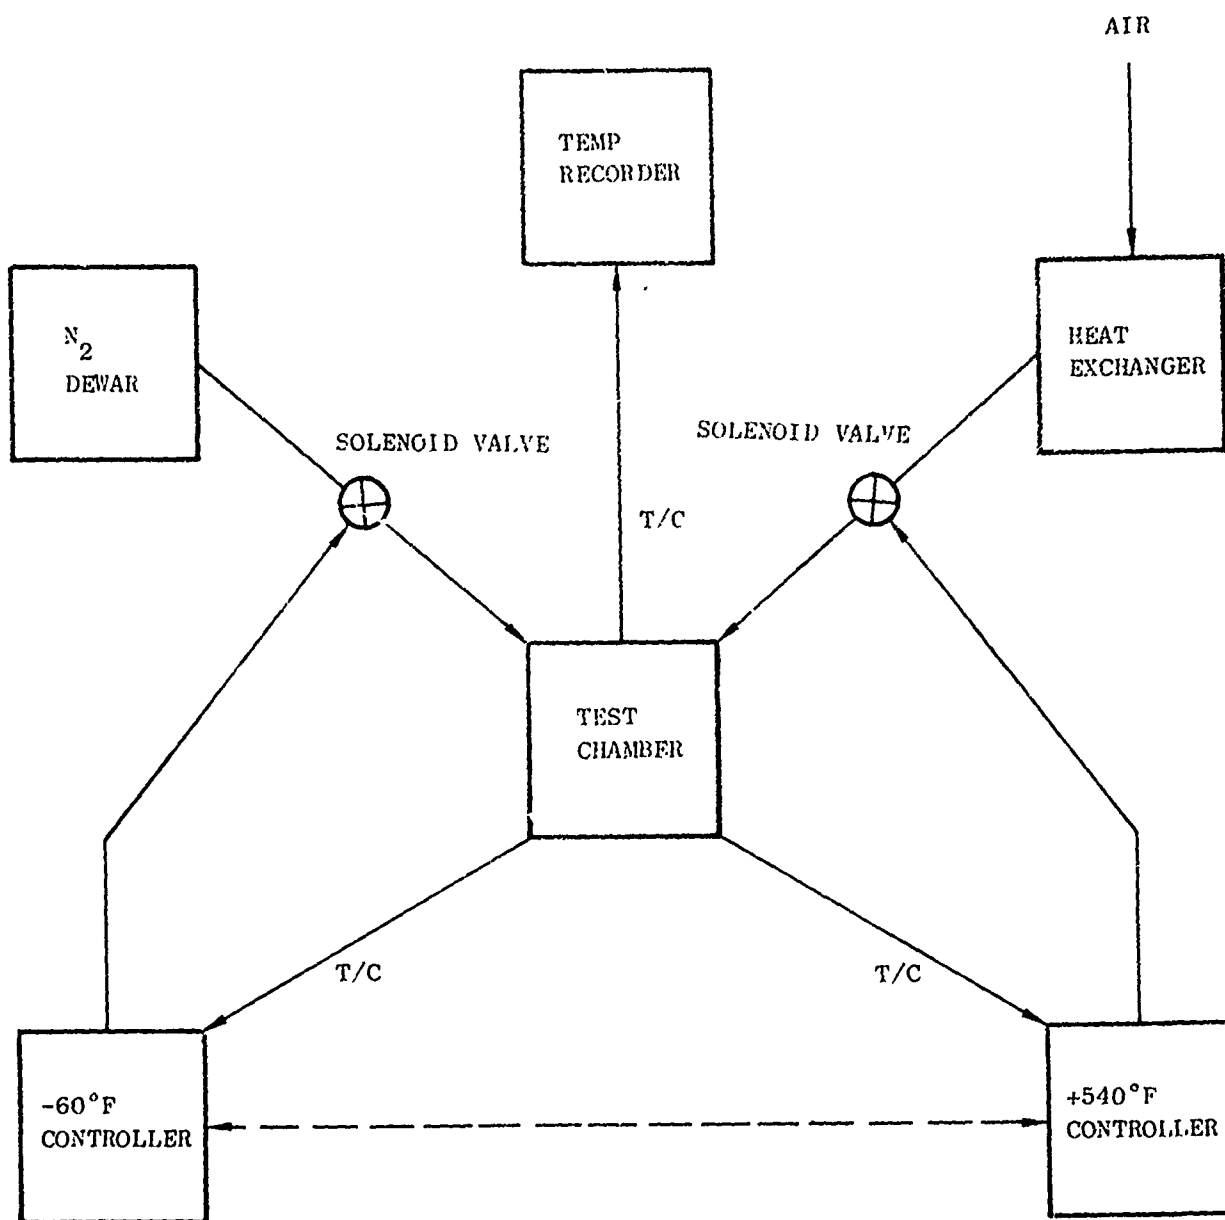 AIR
TEMP
RECORDER
N2
DEWAR
HEAT
EXCHANGER
SOLENOID VALVE
SOLENOID VALVE
T/C
TEST
CHAMBER
T/C
T/C
-60°F
CONTROLLER
+540°F
CONTROLLER